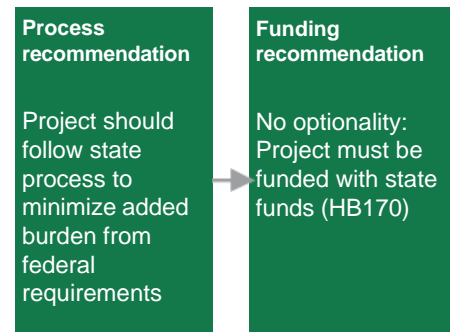 Process
recommendation
Project should
follow state
process to
minimize added
burden from
federal
requirements
Funding
recommendation
No optionality:
Project must be
funded with state
funds (HB170)